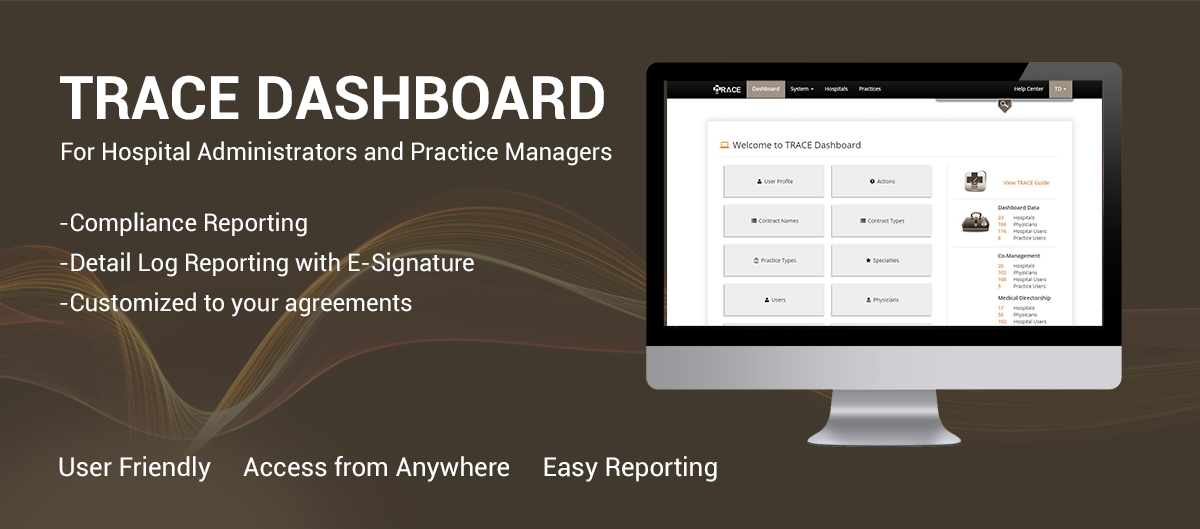 TRACE DASHBOARD
For Hospital Administrators and Practice Managers
-Compliance Reporting
-Detail Log Reporting with E-Signature
-Customized to your agreements
User Friendly Access from Anywhere Easy Reporting
TRACE Dashboard System Hospitals Practices Help Center TO
Welcome to TRACE Dashboard
User Profile Actions
Contract Names Contract Types
Practice Types Specialties
Users Physicians
View TRACE Guide
Dashboard Data
23 Hospitals
106 Physicians
116 Hospital Users
6 Practice Users
Co-Management
20 Hospitals
102 Physicians
108 Hospital Users
5 Practice Users
Medical Directorship
17 Hospitals
55 Physicians
102 Hospital Users